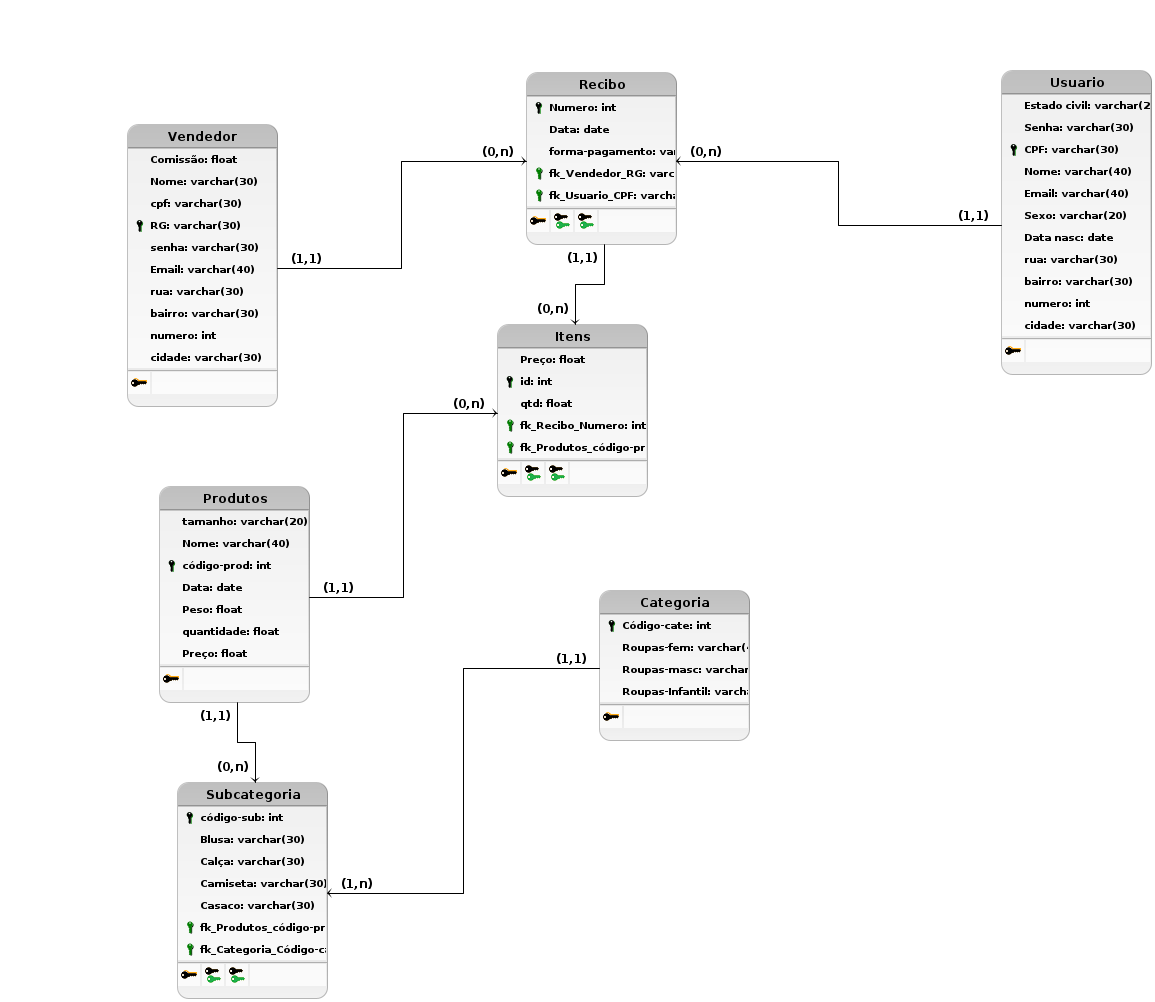 Recibo
Numero: int
Data: date
forma-pagamento: va
fk_Vendedor_RG: varc
fk_Usuario_CPF: varch
Usuario
Estado civil: varchar(2
Senha: varchar(30)
CPF: varchar(30)
Nome: varchar(40)
Email: varchar(40)
Sexo: varchar(20)
Data nasc: date
rua: varchar(30)
bairro: varchar(30)
numero: int
cidade: varchar(30)
Vendedor
Comissão: float
Nome: varchar(30)
cpf: varchar(30)
RG: varchar(30)
senha: varchar(30)
Email: varchar(40)
rua: varchar(30)
bairro: varchar(30)
numero: int
cidade: varchar(30)
(0,n)
(0,n)
(1,1)
(1,1)
(1,1)
(0,n)
Itens
Preço: float
id: int
qtd: float
fk_Recibo_Numero: int
fk_Produtos_código-pr
(0,n)
Produtos
tamanho: varchar(20)
Nome: varchar(40)
código-prod: int
Data: date
Peso: float
quantidade: float
Preço: float
(1,1)
Categoria
Código-cate: int
Roupas-fem: varchar(
Roupas-masc: varchar
Roupas-Infantil: varch
(1,1)
(1,1)
(0,n)
Subcategoria
código-sub: int
Blusa: varchar(30)
Calça: varchar(30)
Camiseta: varchar(30)
Casaco: varchar(30)
fk_Produtos_código-pr
fk_Categoria_Código-c
(1,n)